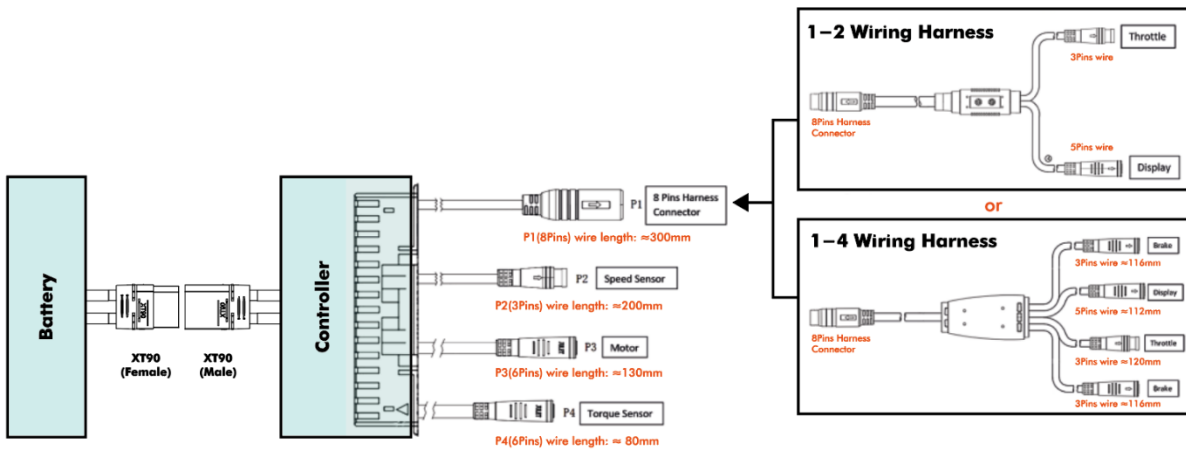 Battery
XT90
(Female)
XT90
(Male)
Controller
P1
8 Pins Harness
Connector
P1(8Pins) wire length: ≈300mm
P2
Speed Sensor
P2(3Pins) wire length: ≈200mm
P3
Motor
P3(6Pins) wire length: ≈130mm
P4
Torque Sensor
P4(6Pins) wire length: ≈ 80mm
1–2 Wiring Harness
Throttle
3Pins wire
8Pins Harness
Connector
5Pins wire
Display
or
1–4 Wiring Harness
Brake
3Pins wire ≈116mm
Display
5Pins wire ≈112mm
8Pins Harness
Connector
Throttle
3Pins wire ≈120mm
Brake
3Pins wire ≈116mm